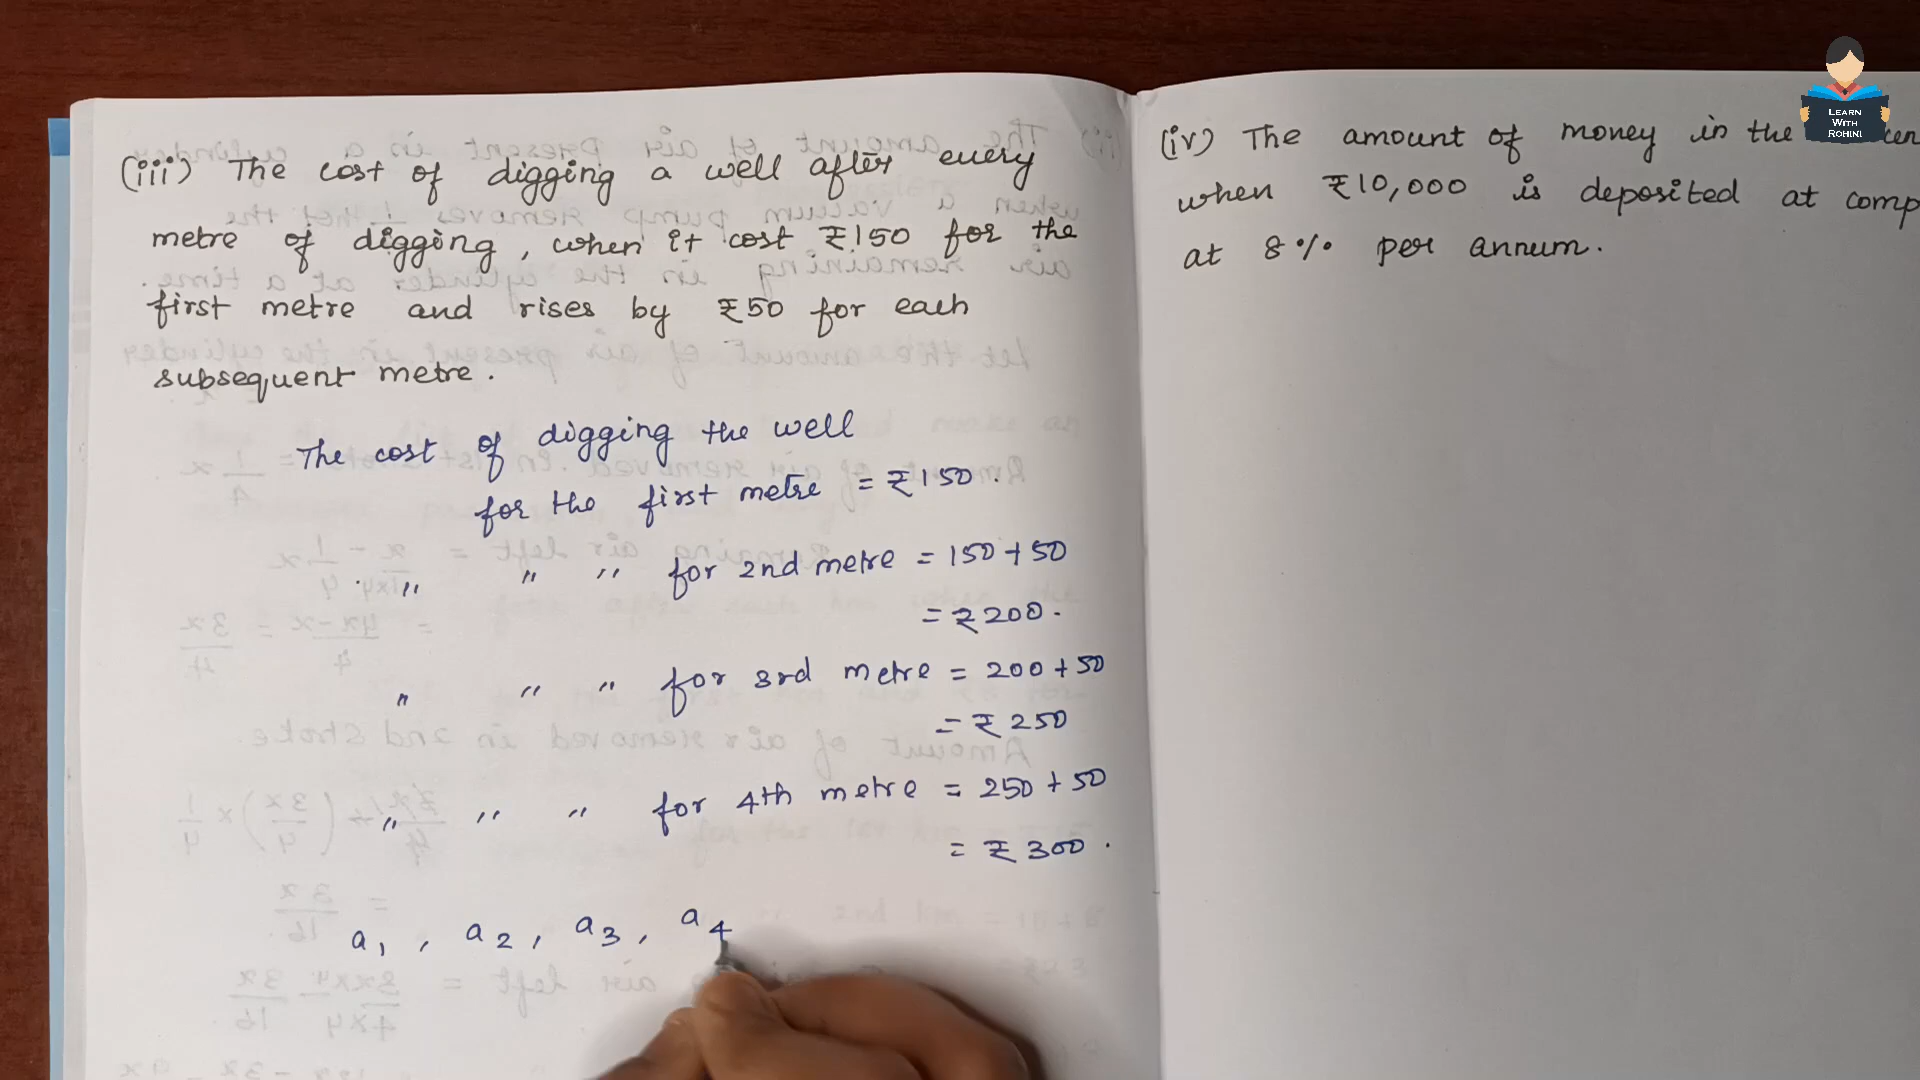 (iii) The cost of digging a well after every
metre of digging, when it cost ₹150 for the
first metre and rises by ₹50 for each
subsequent metre.
The cost of digging the well
for the first metre = ₹150.
" " " for 2nd metre = 150+50
= ₹200.
" " " for 3rd metre = 200+50
= ₹250
" " " for 4th metre = 250+50
= ₹300.
a1, a2, a3, a4
(iv) The amount of money in the
when ₹10,000 is deposited at comp
at 8% per annum.
LEARN
WITH
ROHINI